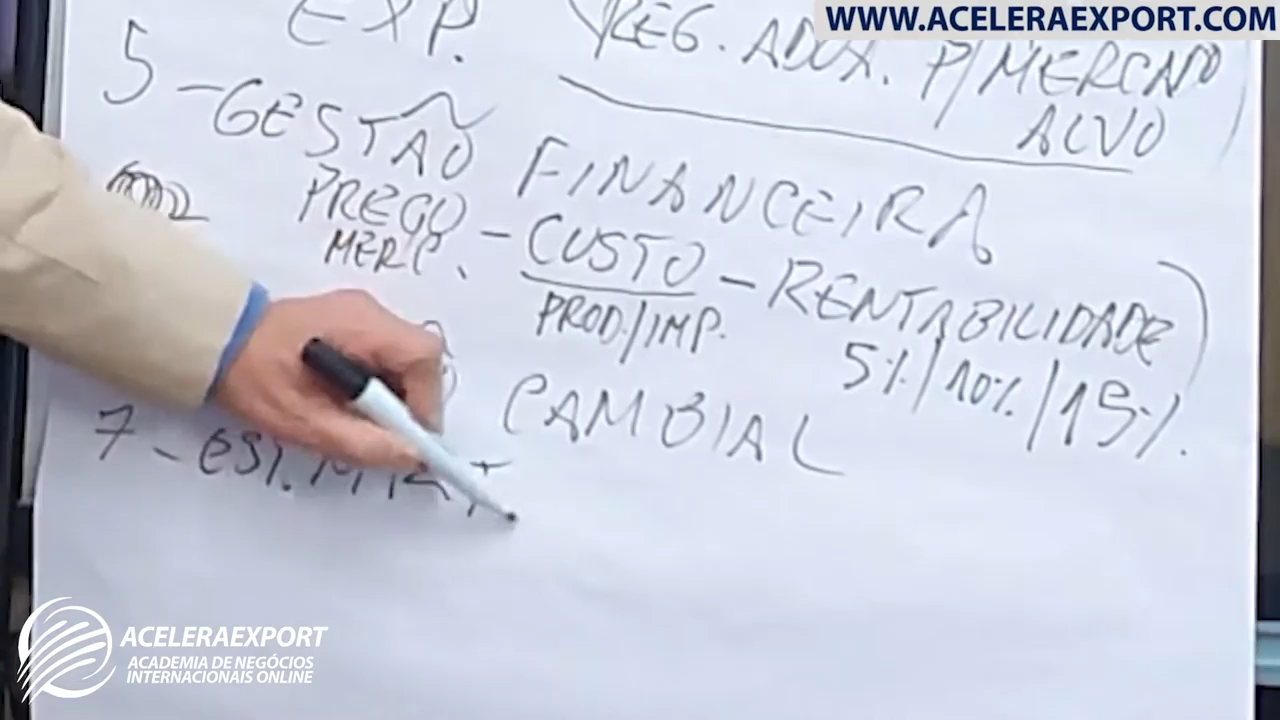 WWW.ACELERAEXPORT.COM
EXP.
REG. ADUA. P/MERCADO
ALVO
5-GESTÃO FINANCEIRA
PREÇO - CUSTO - RENTABILIDADE
MERC. PROD./IMP. 5%/10%/15%.
CAMBIAL
7-EST. MKT
ACELERAEXPORT
ACADEMIA DE NEGÓCIOS
INTERNACIONAIS ONLINE